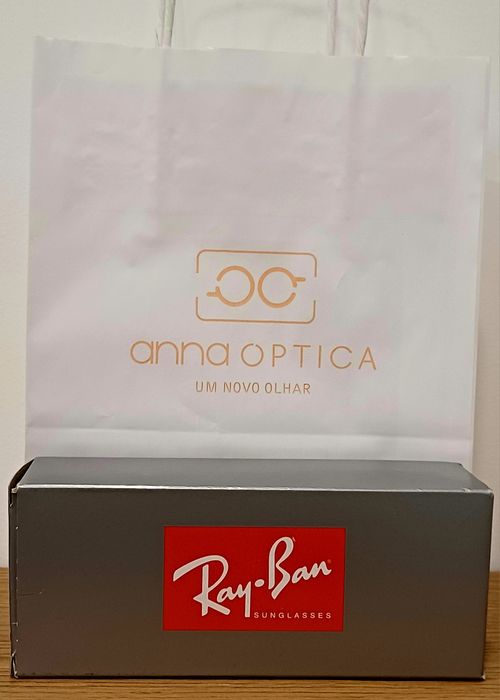 anna OPTICA
UM NOVO OLHAR
Ray-Ban
SUNGLASSES